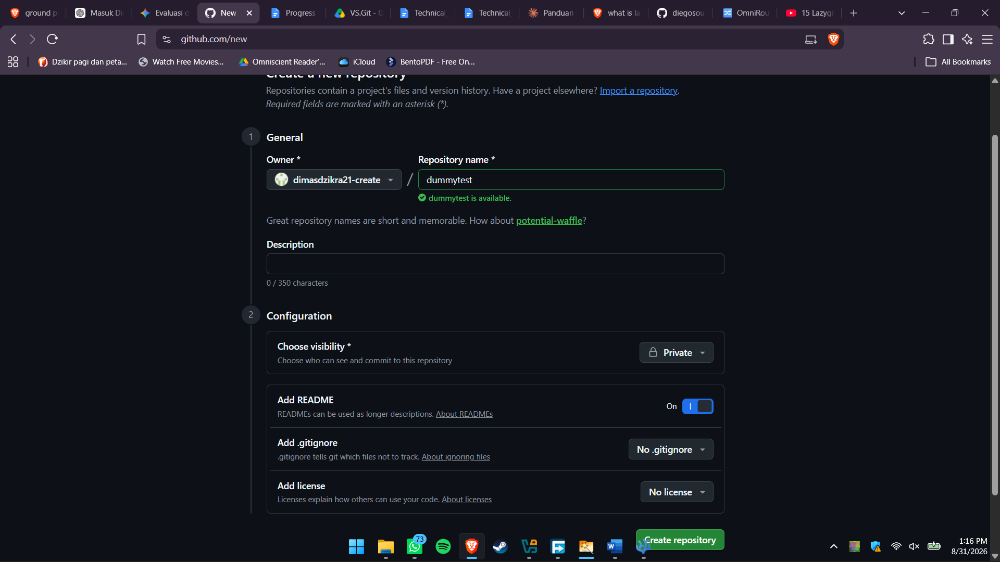 ground p
Masuk Di
Evaluasi d
New
Progress
VS.Git - G
Technical
Technical
Panduan
what is la
diegosou
OmniRou
15 Lazygi
github.com/new
Dzikir pagi dan peta...
Watch Free Movies...
Omniscient Reader'...
iCloud
BentoPDF - Free On...
All Bookmarks
Create a new repository
Repositories contain a project's files and version history. Have a project elsewhere? Import a repository.
Required fields are marked with an asterisk (*).
1
General
Owner *
Repository name *
dimasdzikra21-create
/
dummytest
dummytest is available.
Great repository names are short and memorable. How about potential-waffle?
Description
0 / 350 characters
2
Configuration
Choose visibility *
Choose who can see and commit to this repository
Private
Add README
READMEs can be used as longer descriptions. About READMEs
On
Add .gitignore
.gitignore tells git which files not to track. About ignoring files
No .gitignore
Add license
Licenses explain how others can use your code. About licenses
No license
Create repository
73
1:16 PM
8/31/2026